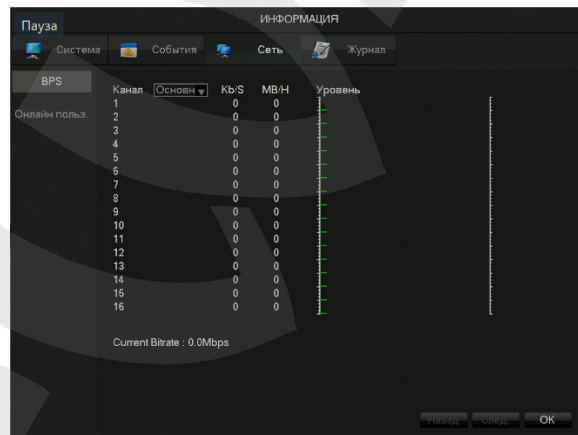 Пауза
ИНФОРМАЦИЯ
Система События Сеть Журнал
BPS
Онлайн польз.
Канал Основн Kb/S MB/H Уровень
1 0 0
2 0 0
3 0 0
4 0 0
5 0 0
6 0 0
7 0 0
8 0 0
9 0 0
10 0 0
11 0 0
12 0 0
13 0 0
14 0 0
15 0 0
16 0 0
Current Bitrate : 0.0Mbps
Назад След. OK